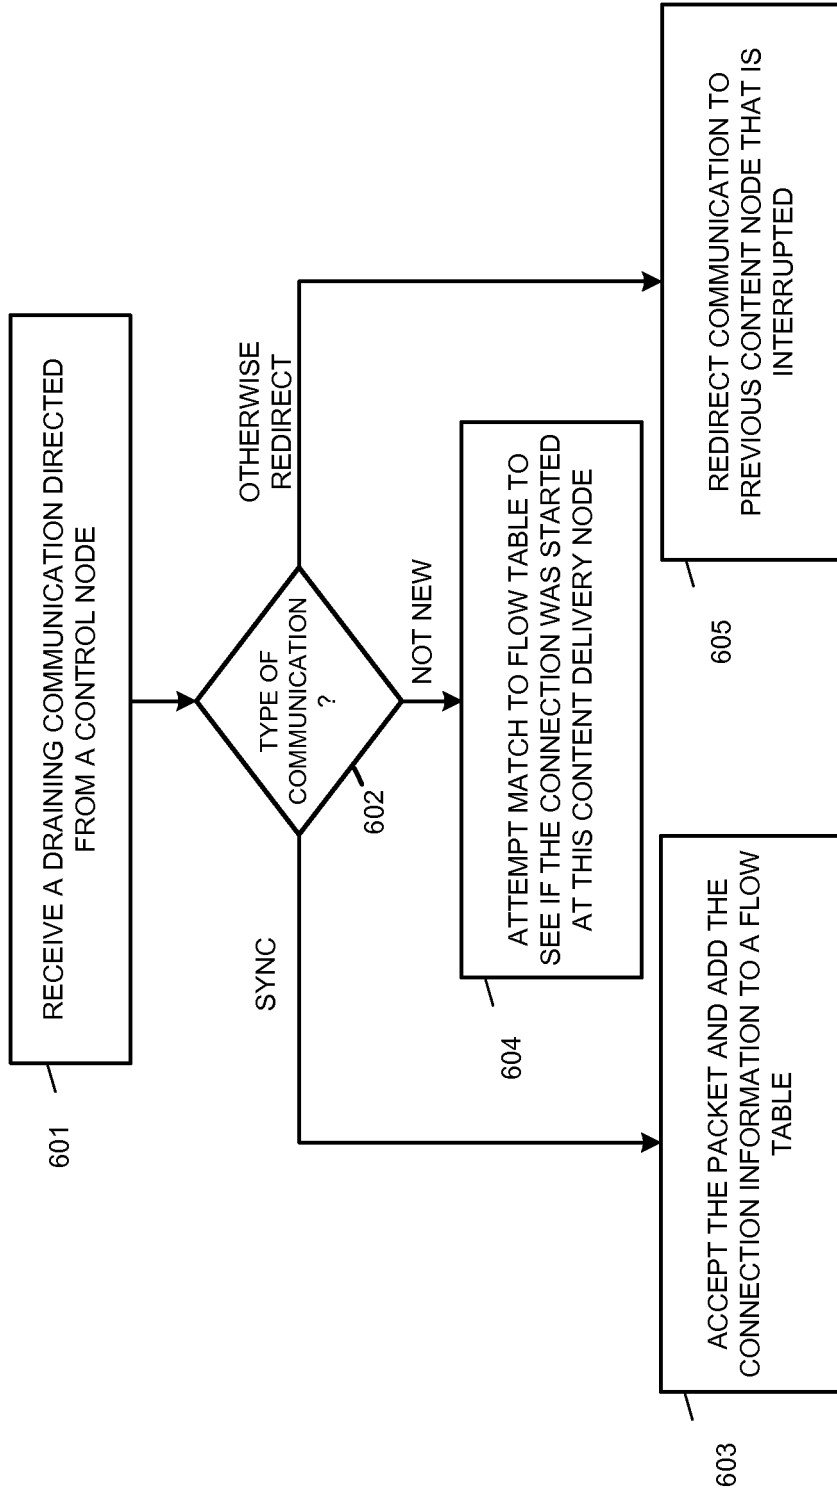 RECEIVE A DRAINING COMMUNICATION DIRECTED
FROM A CONTROL NODE
601
TYPE OF
COMMUNICATION
?
602
SYNC
NOT NEW
OTHERWISE
REDIRECT
ACCEPT THE PACKET AND ADD THE
CONNECTION INFORMATION TO A FLOW
TABLE
603
ATTEMPT MATCH TO FLOW TABLE TO
SEE IF THE CONNECTION WAS STARTED
AT THIS CONTENT DELIVERY NODE
604
REDIRECT COMMUNICATION TO
PREVIOUS CONTENT NODE THAT IS
INTERRUPTED
605